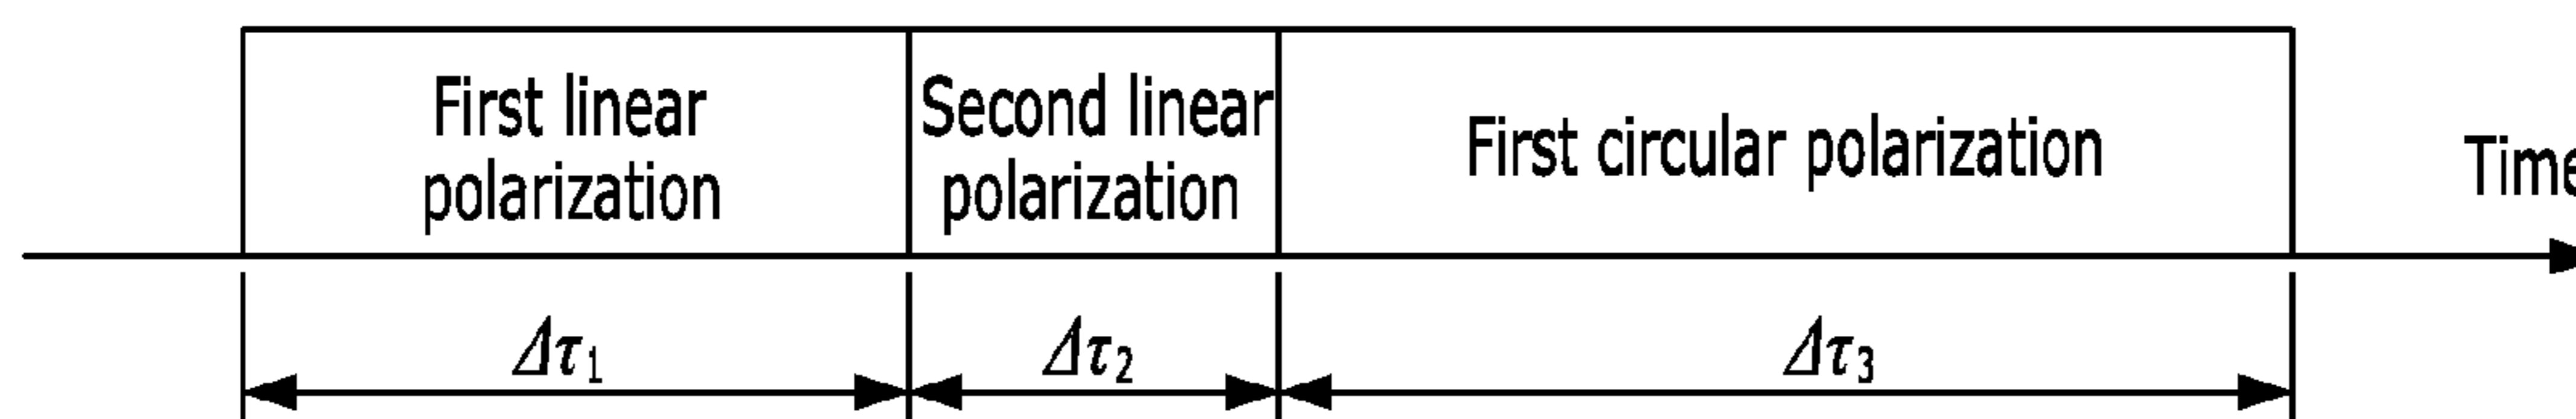 First linear
polarization
Second linear
polarization
First circular polarization
Time
Δτ1
Δτ2
Δτ3